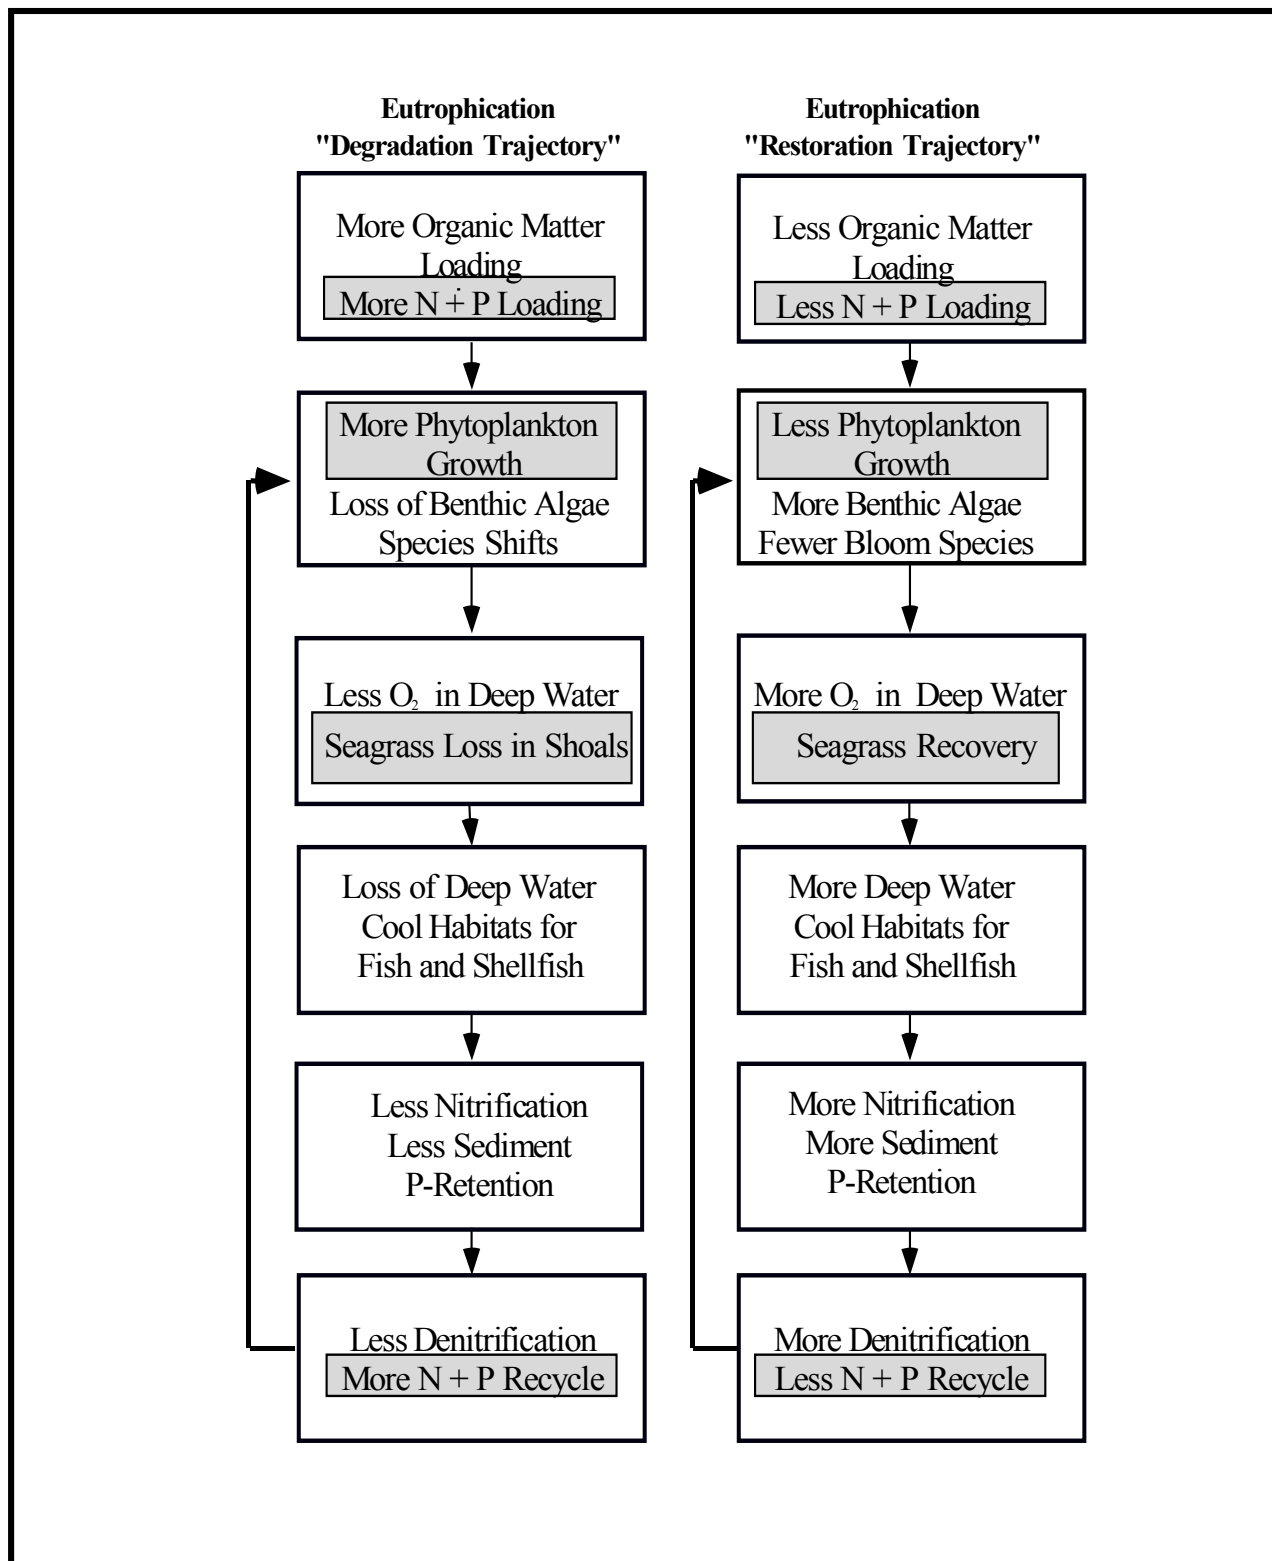 Eutrophication
"Degradation Trajectory"
More Organic Matter
Loading
More N + P Loading
More Phytoplankton
Growth
Loss of Benthic Algae
Species Shifts
Less O₂ in Deep Water
Seagrass Loss in Shoals
Loss of Deep Water
Cool Habitats for
Fish and Shellfish
Less Nitrification
Less Sediment
P-Retention
Less Denitrification
More N + P Recycle
Eutrophication
"Restoration Trajectory"
Less Organic Matter
Loading
Less N + P Loading
Less Phytoplankton
Growth
More Benthic Algae
Fewer Bloom Species
More O₂ in Deep Water
Seagrass Recovery
More Deep Water
Cool Habitats for
Fish and Shellfish
More Nitrification
More Sediment
P-Retention
More Denitrification
Less N + P Recycle